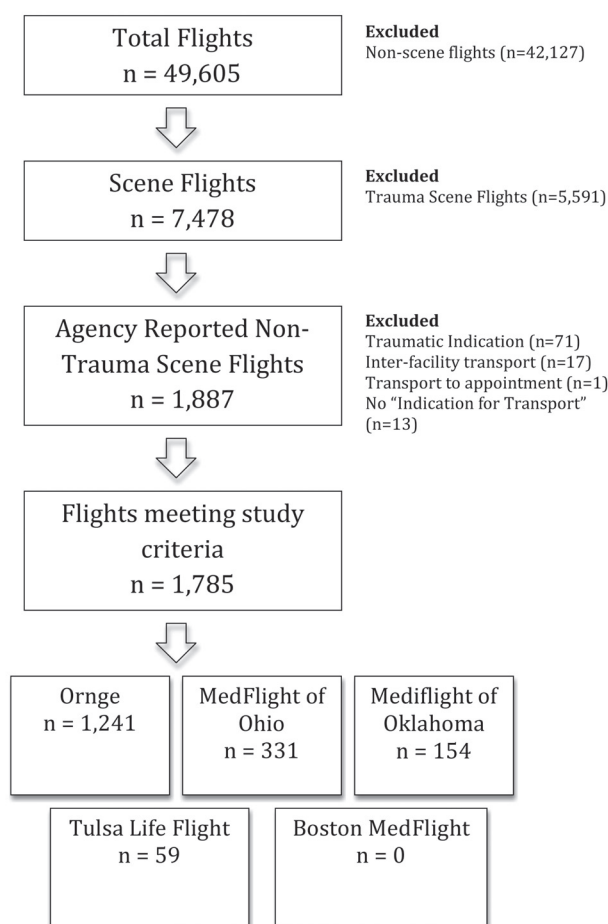 Total Flights
n = 49,605
Excluded
Non-scene flights (n=42,127)
Scene Flights
n = 7,478
Excluded
Trauma Scene Flights (n=5,591)
Agency Reported Non-
Trauma Scene Flights
n = 1,887
Excluded
Traumatic Indication (n=71)
Inter-facility transport (n=17)
Transport to appointment (n=1)
No “Indication for Transport”
(n=13)
Flights meeting study
criteria
n = 1,785
Ornge
n = 1,241
MedFlight of
Ohio
n = 331
Mediflight of
Oklahoma
n = 154
Tulsa Life Flight
n = 59
Boston MedFlight
n = 0